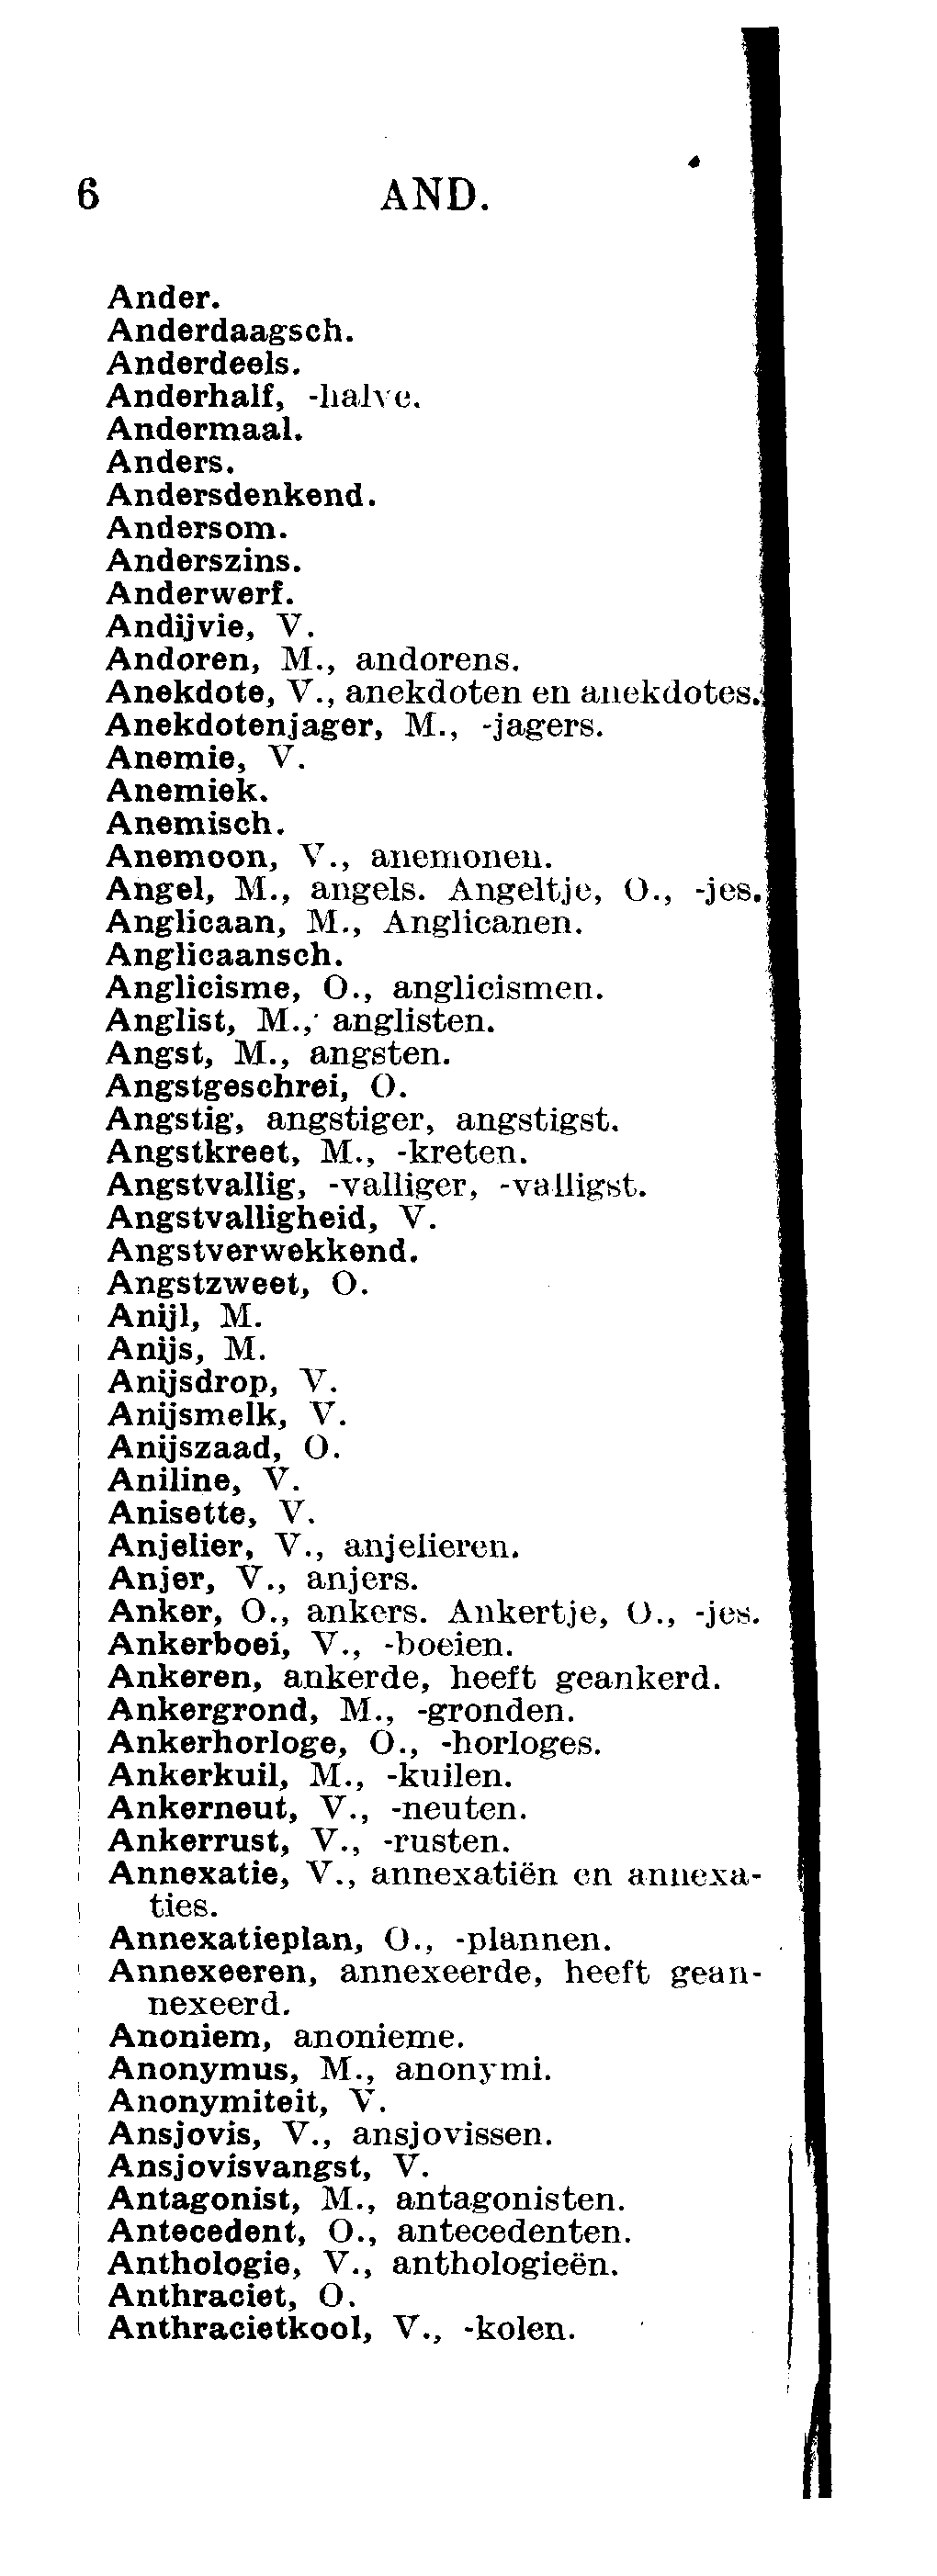 6 AND.
Ander.
Anderdaagsch.
Anderdeels.
Anderhalf, -halve.
Andermaal.
Anders.
Andersdenkend.
Andersom.
Anderszins.
Anderwerf.
Andijvie, V.
Andoren, M., andorens.
Anekdote, V., anekdoten en anekdotes.
Anekdotenjager, M., -jagers.
Anemie, V.
Anemiek.
Anemisch.
Anemoon, V., anemonen.
Angel, M., angels. Angeltje, O., -jes.
Anglicaan, M., Anglicanen.
Anglicaansch.
Anglicisme, O., anglicismen.
Anglist, M., anglisten.
Angst, M., angsten.
Angstgeschrei, O.
Angstig, angstiger, angstigst.
Angstkreet, M., -kreten.
Angstvallig, -valliger, -valligst.
Angstvalligheid, V.
Angstverwekkend.
Angstzweet, O.
Anijl, M.
Anijs, M.
Anijsdrop, V.
Anijsmelk, V.
Anijszaad, O.
Aniline, V.
Anisette, V.
Anjelier, V., anjelieren.
Anjer, V., anjers.
Anker, O., ankers. Ankertje, O., -jes.
Ankerboei, V., -boeien.
Ankeren, ankerde, heeft geankerd.
Ankergrond, M., -gronden.
Ankerhorloge, O., -horloges.
Ankerkuil, M., -kuilen.
Ankerneut, V., -neuten.
Ankerrust, V., -rusten.
Annexatie, V., annexatiën en annexa-
ties.
Annexatieplan, O., -plannen.
Annexeeren, annexeerde, heeft gean-
nexeerd.
Anoniem, anonieme.
Anonymus, M., anonymi.
Anonymiteit, V.
Ansjovis, V., ansjovissen.
Ansjovisvangst, V.
Antagonist, M., antagonisten.
Antecedent, O., antecedenten.
Anthologie, V., anthologieën.
Anthraciet, O.
Anthracietkool, V., -kolen.